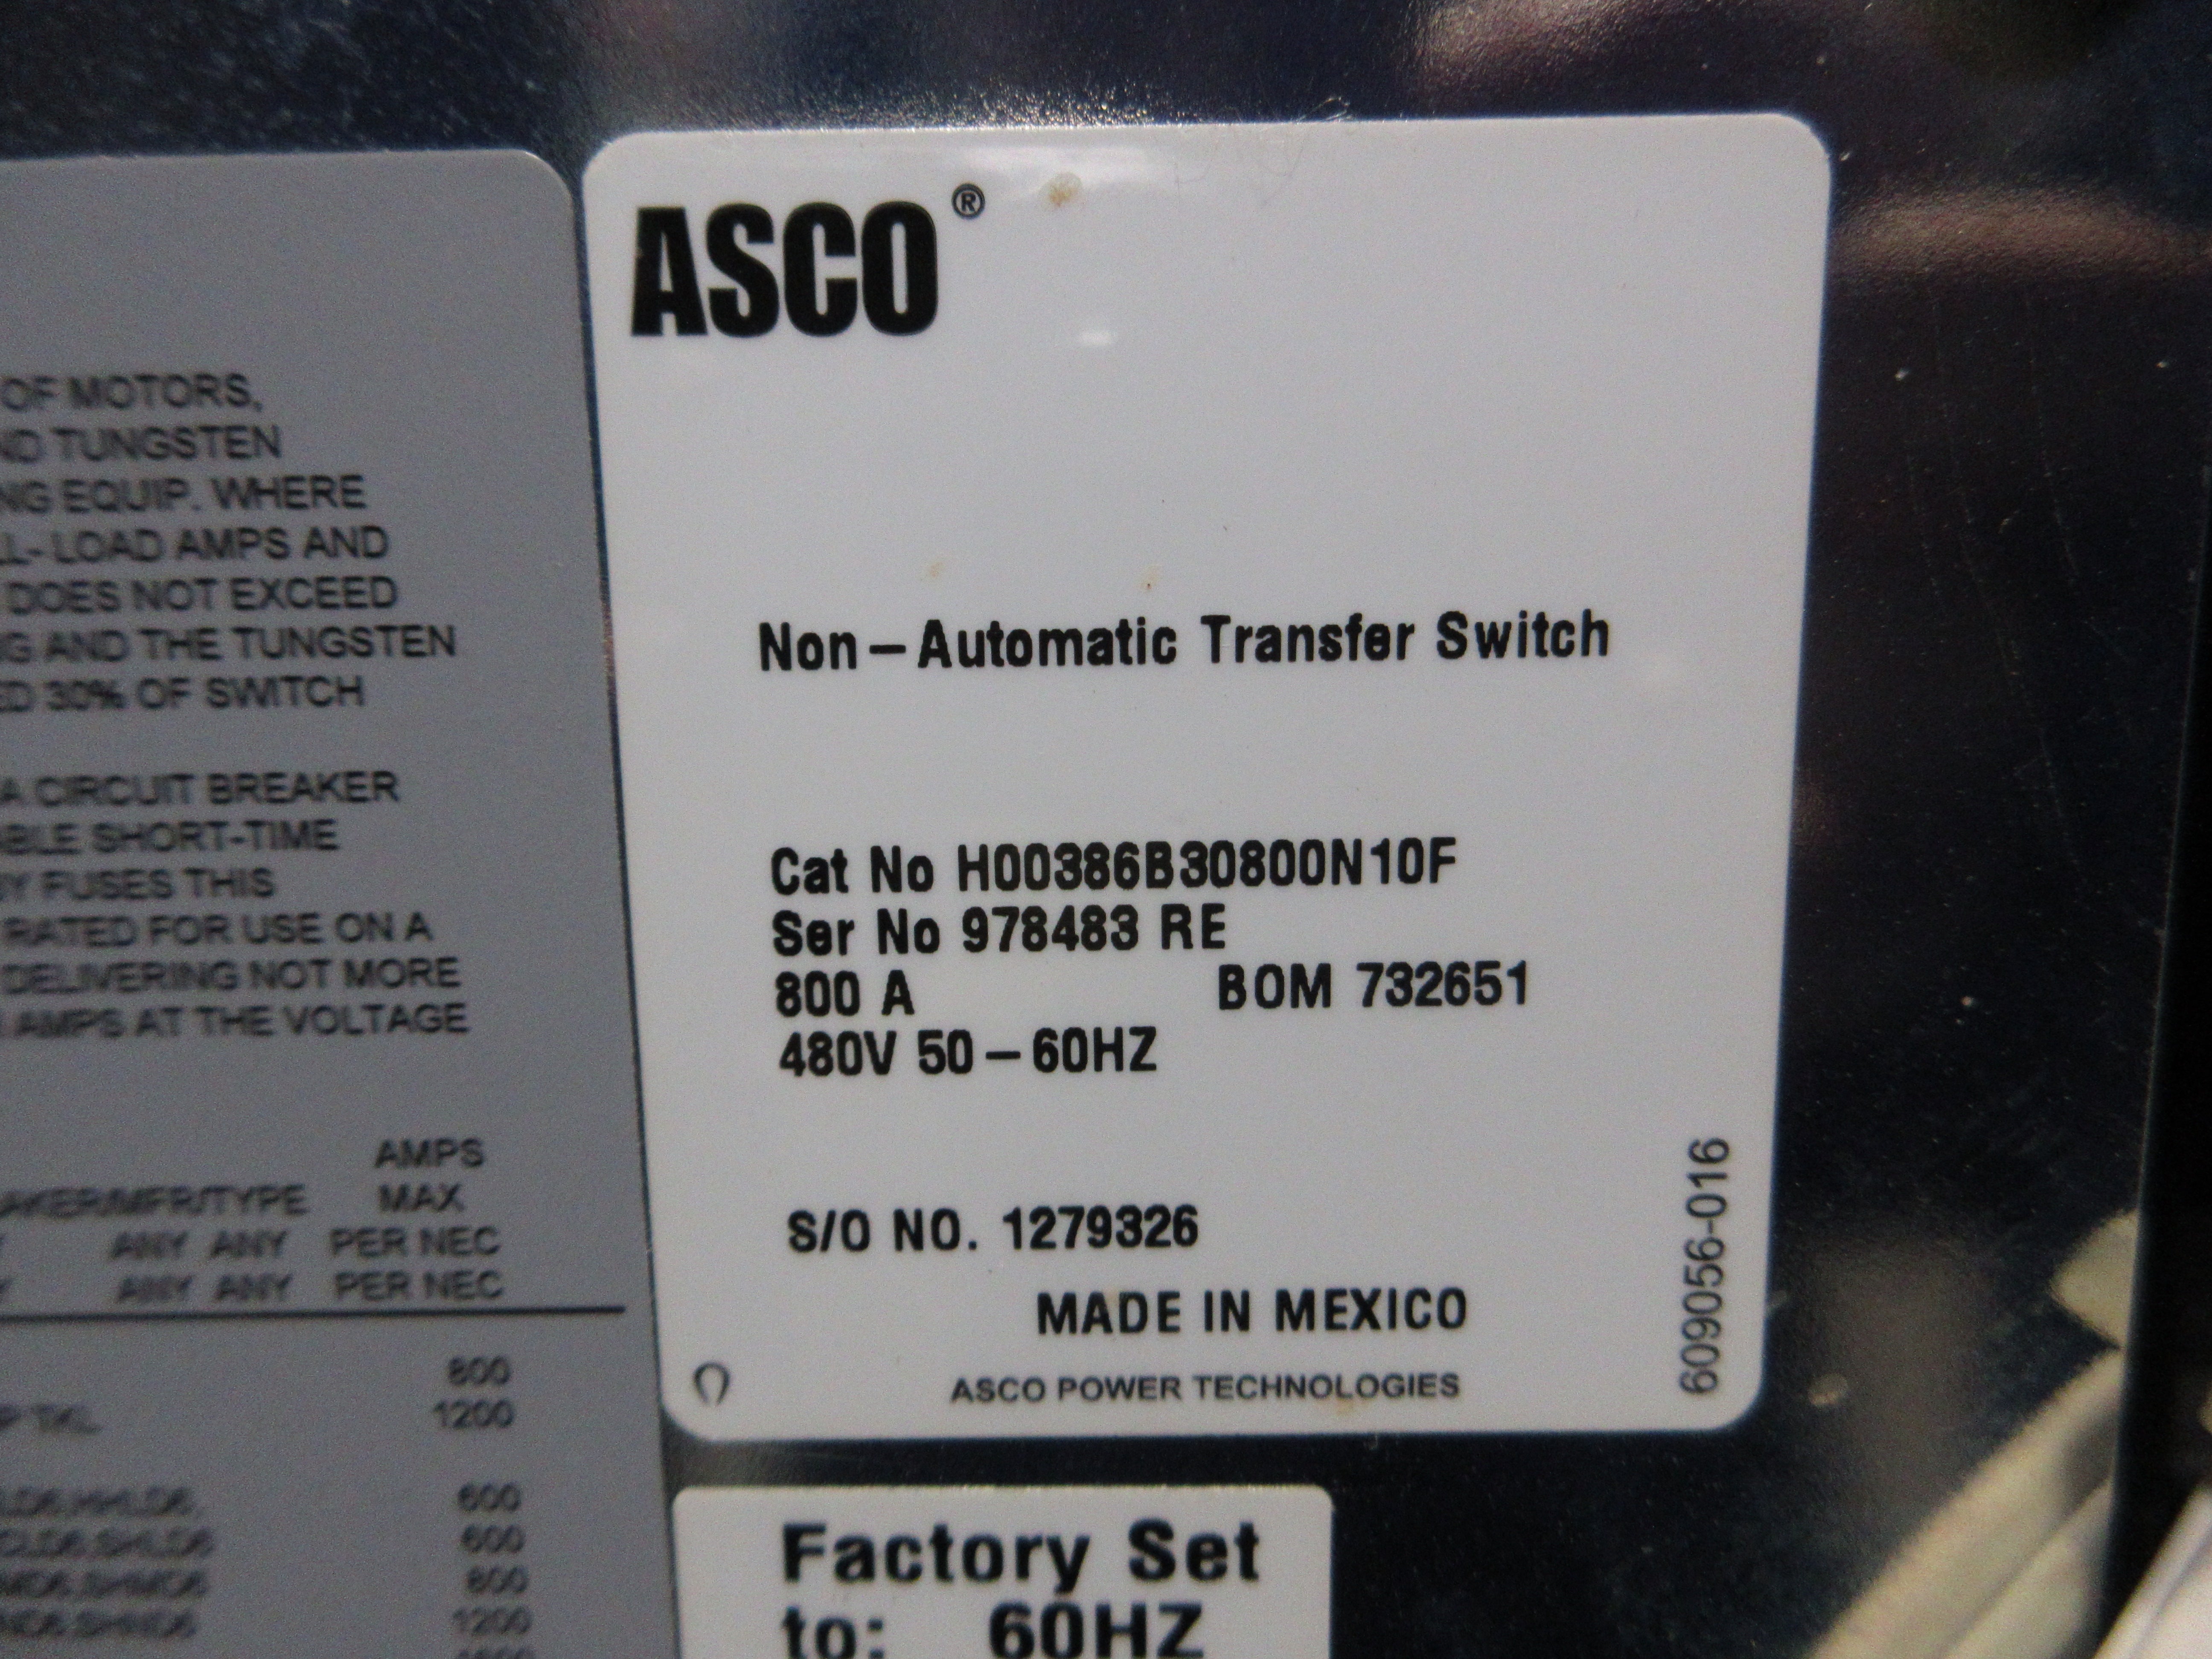 OF MOTORS,
TUNGSTEN
EQUIP. WHERE
LOAD AMPS AND
DOES NOT EXCEED
AND THE TUNGSTEN
30% OF SWITCH
A CIRCUIT BREAKER
SHORT-TIME
FUSES THIS
RATED FOR USE ON A
DELIVERING NOT MORE
AMPS AT THE VOLTAGE
AMPS
MAX
ANY ANY PER NEC
ANY ANY PER NEC
800
1200
600
600
800
1200
ASCO®
Non-Automatic Transfer Switch
Cat No H00386B30800N10F
Ser No 978483 RE
800 A BOM 732651
480V 50-60HZ
S/O NO. 1279326
MADE IN MEXICO
ASCO POWER TECHNOLOGIES
609056-016
Factory Set
to: 60HZ